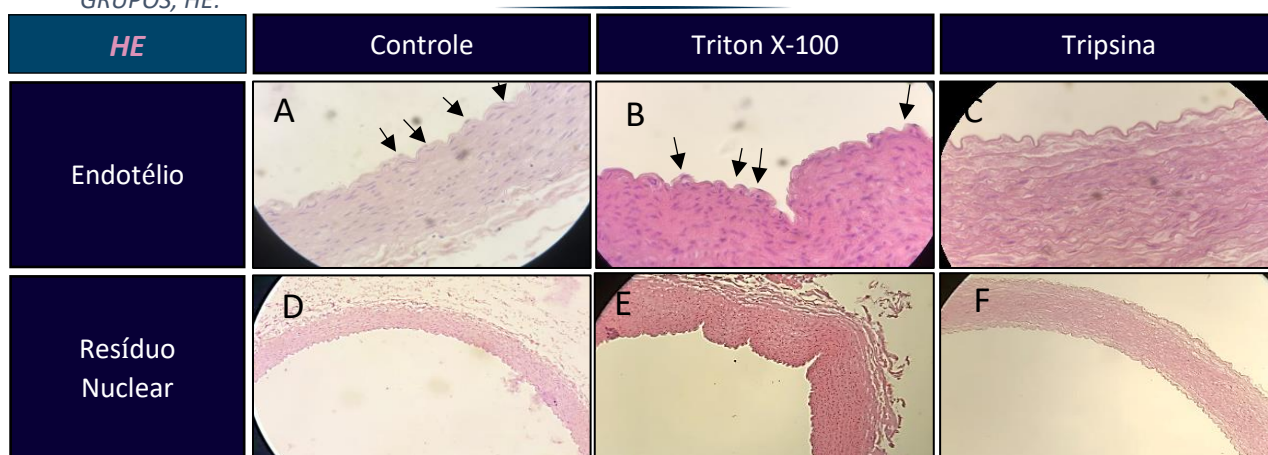 GRUPOS, HE.
HE
Controle
Triton X-100
Tripsina
Endotélio
A
B
C
Resíduo
Nuclear
D
E
F